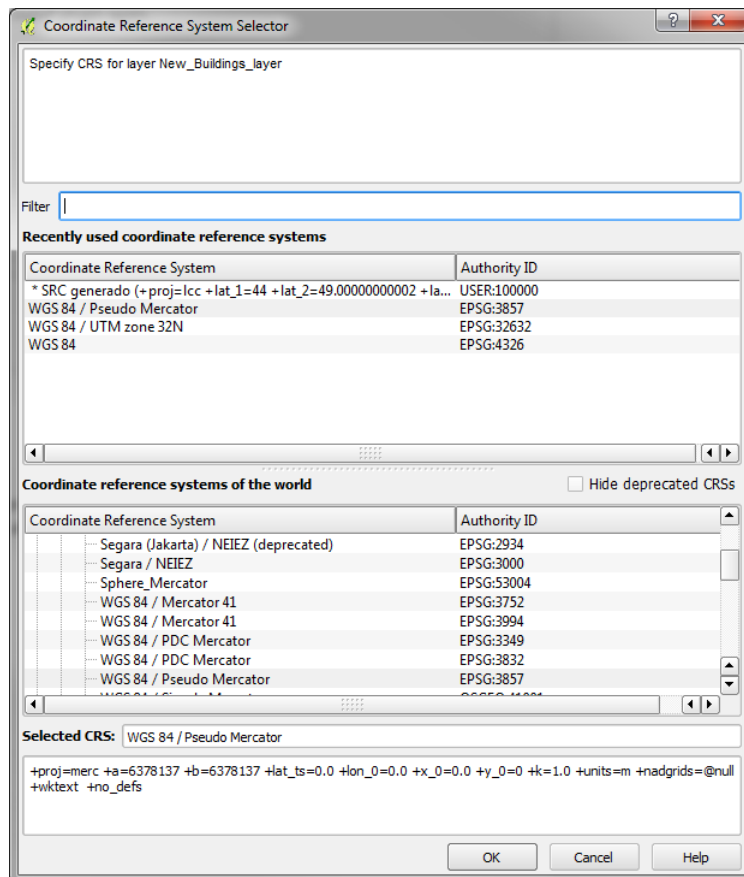 Coordinate Reference System Selector
Specify CRS for layer New_Buildings_layer
Filter
Recently used coordinate reference systems
Coordinate Reference System Authority ID
* SRC generado (+proj=lcc +lat_1=44 +lat_2=49.00000000002 +la... USER:100000
WGS 84 / Pseudo Mercator EPSG:3857
WGS 84 / UTM zone 32N EPSG:32632
WGS 84 EPSG:4326
Coordinate reference systems of the world Hide deprecated CRSs
Coordinate Reference System Authority ID
Segara (Jakarta) / NEIEZ (deprecated) EPSG:2934
Segara / NEIEZ EPSG:3000
Sphere_Mercator EPSG:53004
WGS 84 / Mercator 41 EPSG:3752
WGS 84 / Mercator 41 EPSG:3994
WGS 84 / PDC Mercator EPSG:3349
WGS 84 / PDC Mercator EPSG:3832
WGS 84 / Pseudo Mercator EPSG:3857
Selected CRS: WGS 84 / Pseudo Mercator
+proj=merc +a=6378137 +b=6378137 +lat_ts=0.0 +lon_0=0.0 +x_0=0.0 +y_0=0 +k=1.0 +units=m +nadgrids=@null
+wktext +no_defs
OK Cancel Help